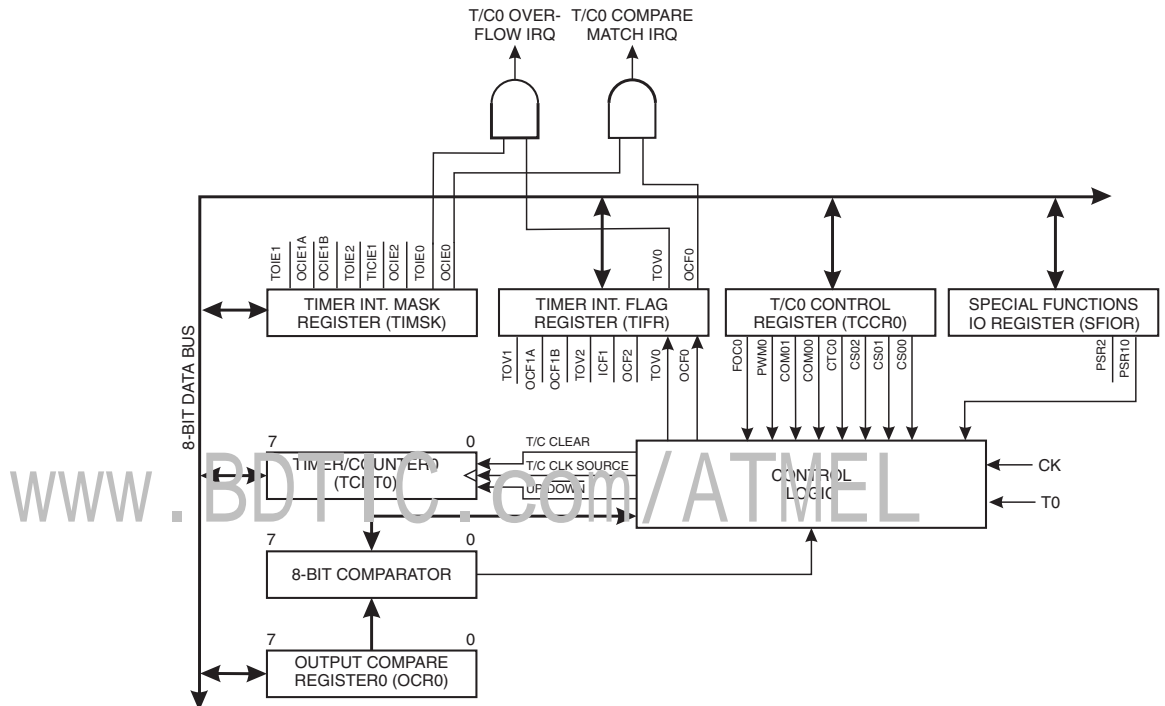 T/C0 OVER-
FLOW IRQ
T/C0 COMPARE
MATCH IRQ
TOIE1
OCIE1A
OCIE1B
TOIE2
TICIE1
OCIE2
TOIE0
OCIE0
TOV0
OCF0
TIMER INT. MASK
REGISTER (TIMSK)
TIMER INT. FLAG
REGISTER (TIFR)
T/C0 CONTROL
REGISTER (TCCR0)
SPECIAL FUNCTIONS
IO REGISTER (SFIOR)
TOV1
OCF1A
OCF1B
TOV2
ICF1
OCF2
TOV0
OCF0
FOC0
PWM0
COM01
COM00
CTC0
CS02
CS01
CS00
PSR2
PSR10
8-BIT DATA BUS
7 0
TIMER/COUNTER0
(TCNT0)
T/C CLEAR
T/C CLK SOURCE
UP/DOWN
CONTROL
LOGIC
CK
T0
www.BDTIC.com/ATMEL
7 0
8-BIT COMPARATOR
7 0
OUTPUT COMPARE
REGISTER0 (OCR0)